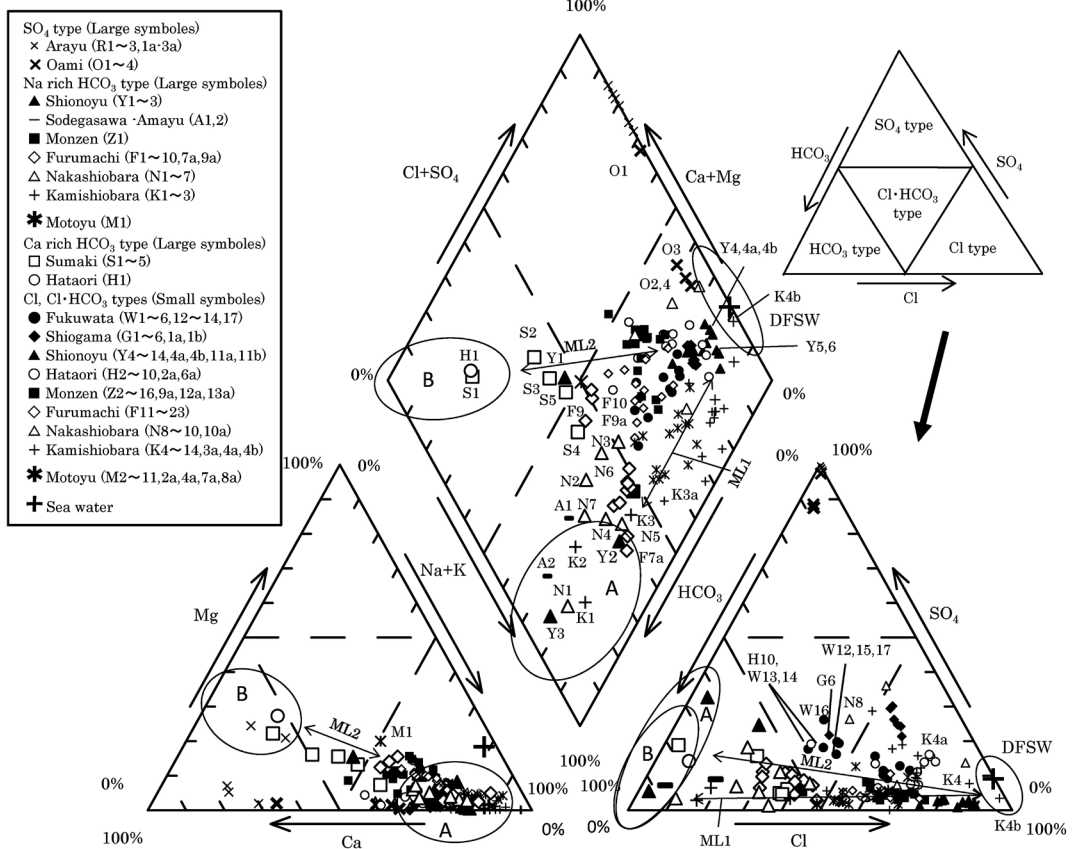 SO4 type (Large symboles)
Arayu (R1～3,1a-3a)
Oami (O1～4)
Na rich HCO3 type (Large symboles)
Shionoyu (Y1～3)
Sodegasawa -Amayu (A1,2)
Monzen (Z1)
Furumachi (F1～10,7a,9a)
Nakashiobara (N1～7)
Kamishiobara (K1～3)
Motoyu (M1)
Ca rich HCO3 type (Large symboles)
Sumaki (S1～5)
Hataori (H1)
Cl, Cl･HCO3 types (Small symboles)
Fukuwata (W1～6,12～14,17)
Shiogama (G1～6,1a,1b)
Shionoyu (Y4～14,4a,4b,11a,11b)
Hataori (H2～10,2a,6a)
Monzen (Z2～16,9a,12a,13a)
Furumachi (F11～23)
Nakashiobara (N8～10,10a)
Kamishiobara (K4～14,3a,4a,4b)
Motoyu (M2～11,2a,4a,7a,8a)
Sea water
100%
Cl+SO4
Ca+Mg
O1
O3
O2,4
Y4,4a,4b
K4b
DFSW
Y5,6
S2
H1
Y1
ML2
0%
B
S1
S3
S5
F10
0%
F9
F9a
S4
N3
N6
N2
ML1
K3a
A1
N7
K3
N4
N5
K2
Y2
F7a
A2
A
N1
K1
Y3
100%
SO4 type
HCO3
SO4
Cl･HCO3
type
HCO3 type
Cl type
Cl
100%
0%
Na+K
Mg
B
ML2
M1
0%
100%
A
100%
Ca
0%
0%
100%
HCO3
SO4
H10,
W13,14
W12,15,17
G6
W16
N8
A
B
K4a
DFSW
ML2
K4
100%
0%
0%
ML1
Cl
K4b
100%